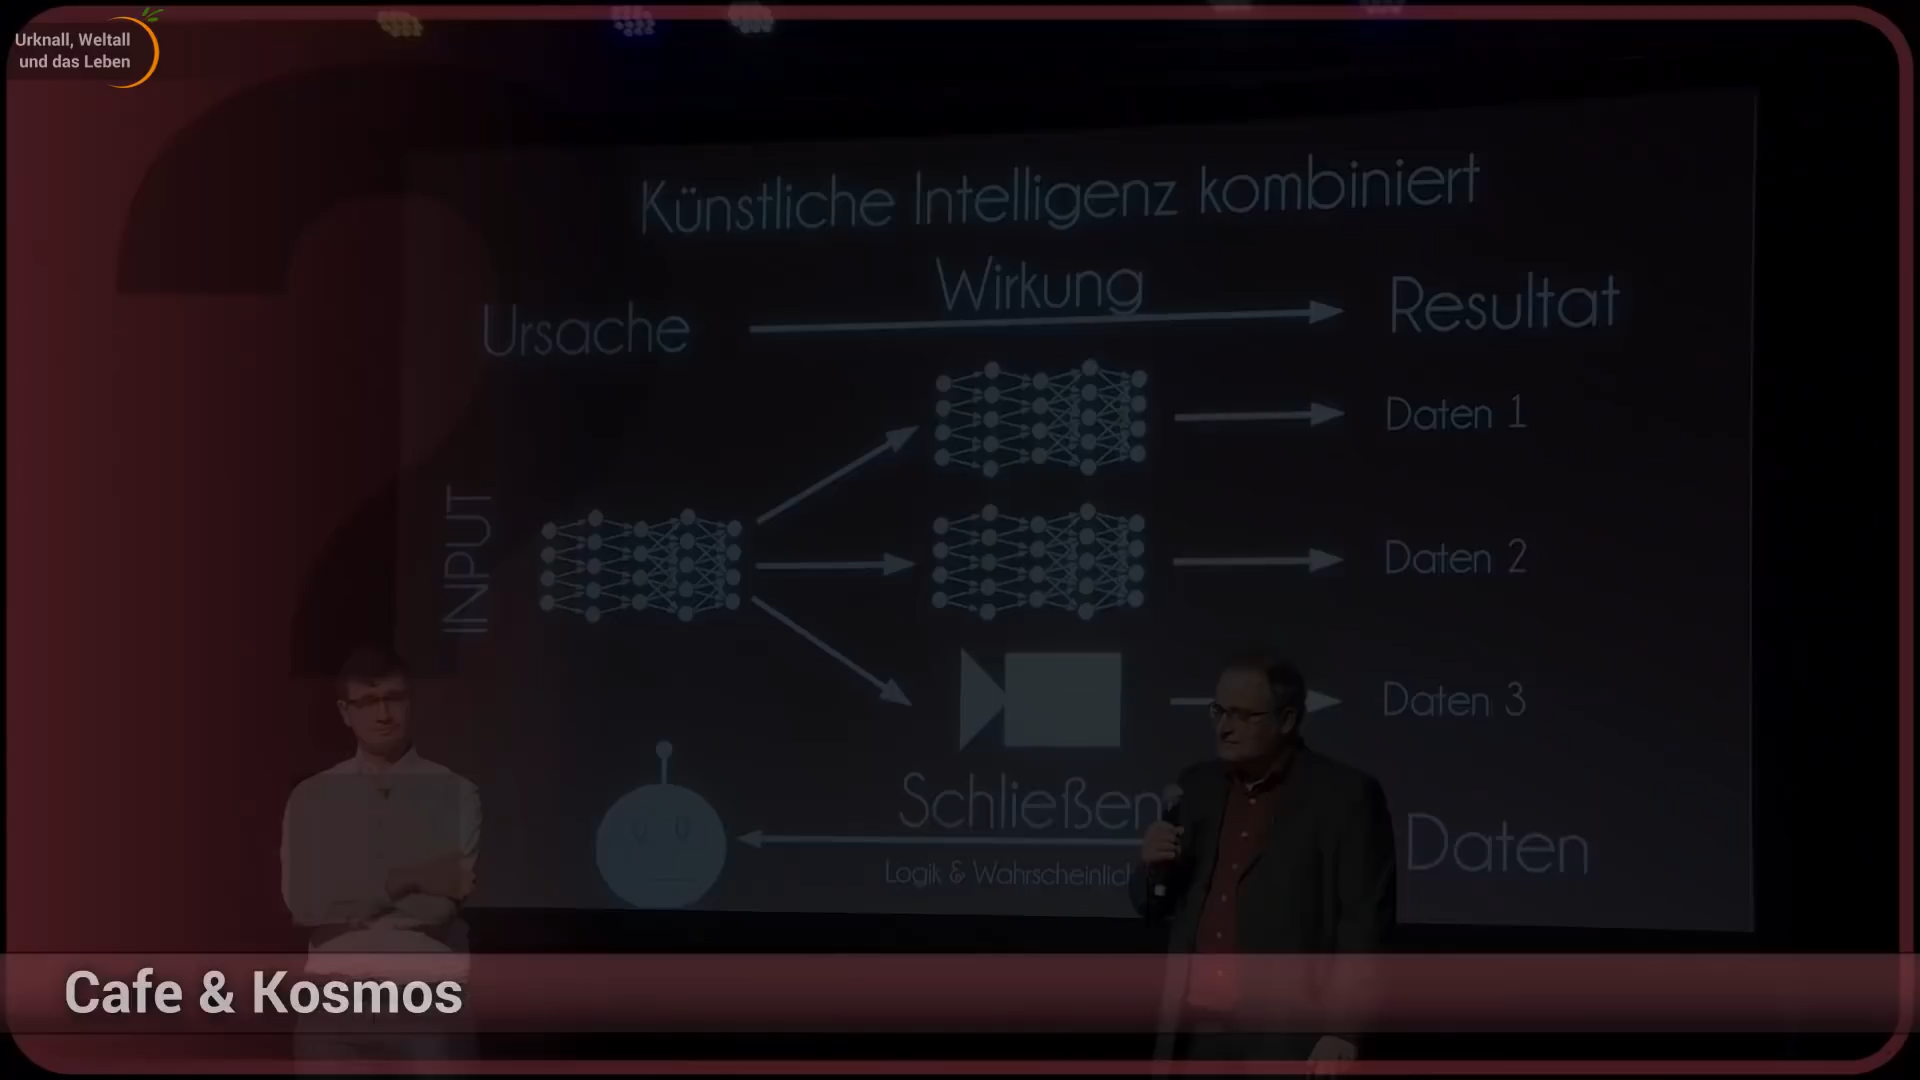 Urknall, Weltall
und das Leben
Künstliche Intelligenz kombiniert
Wirkung
Ursache
Resultat
Daten 1
INPUT
Daten 2
Daten 3
Schließen
Logik & Wahrscheinlich
Daten
Cafe & Kosmos